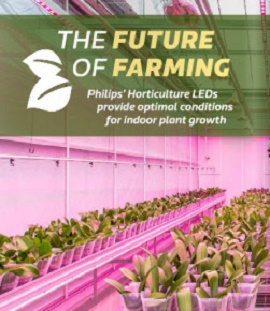 THE FUTURE
OF FARMING
Philips' Horticulture LEDs
provide optimal conditions
for indoor plant growth